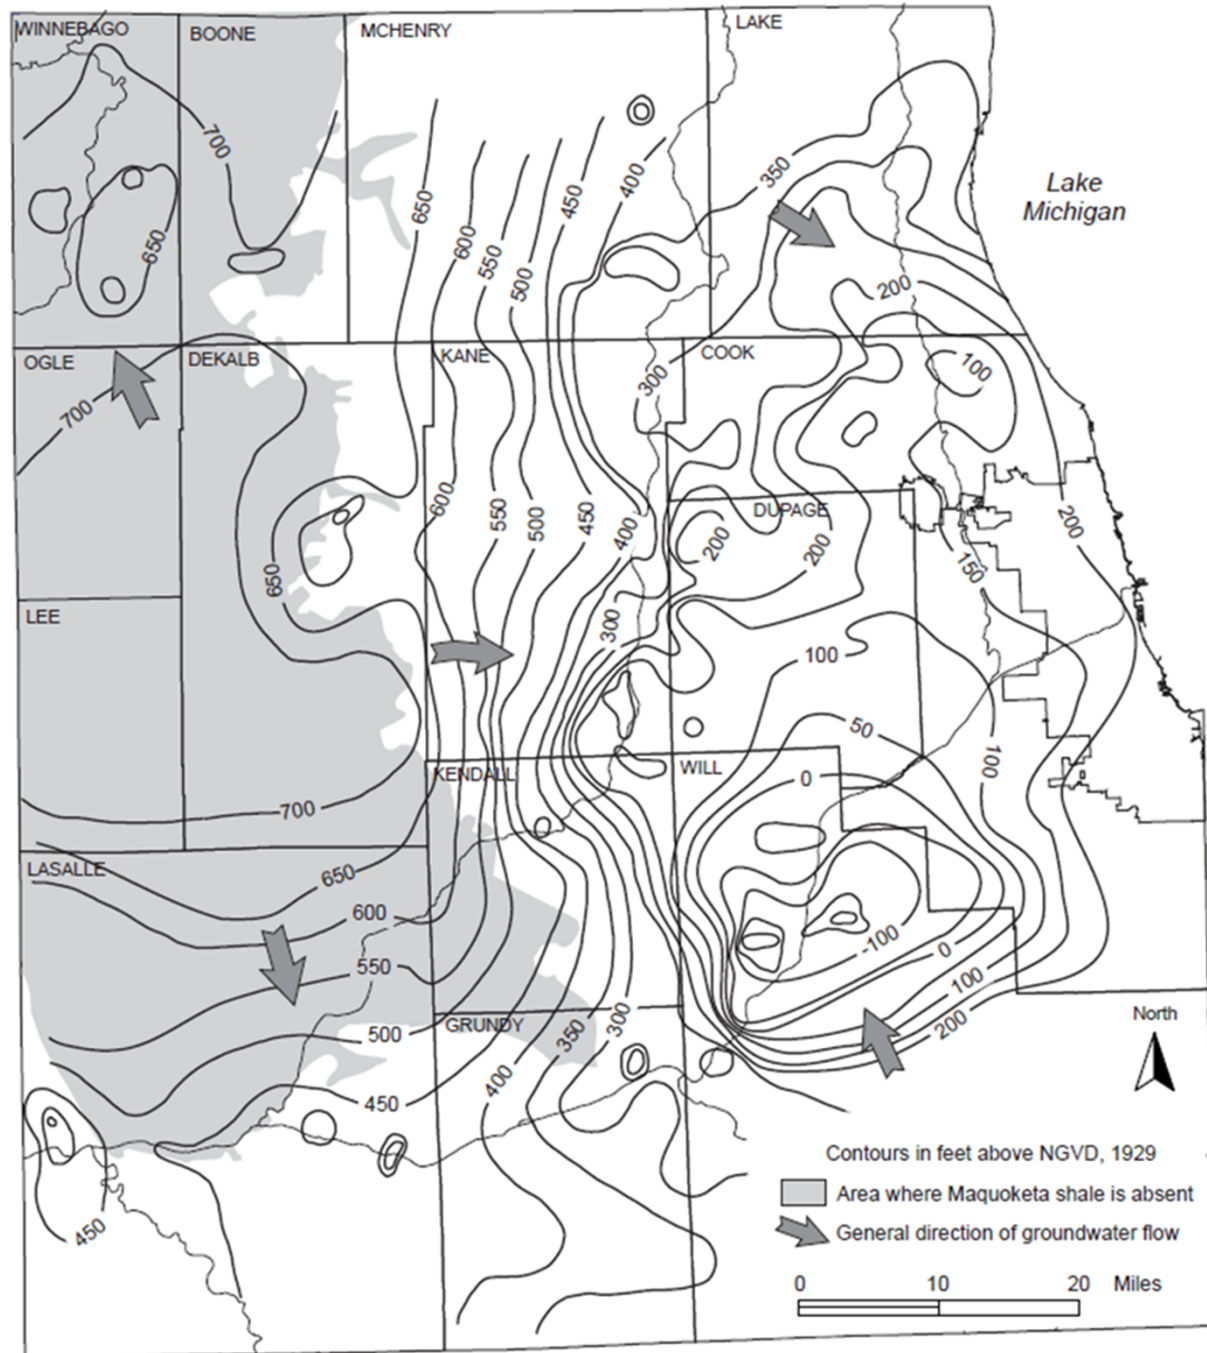 WINNEBAGO
BOONE
MCHENRY
LAKE
700
650
650
600
550
500
450
400
350
Lake
Michigan
200
300
100
OGLE
DEKALB
KANE
COOK
700
650
600
550
500
450
400
300
DUPAGE
200
200
150
200
LEE
100
50
100
0
KENDALL
WILL
700
LASALLE
650
600
550
500
450
450
-100
0
100
200
GRUNDY
400
350
300
North
Contours in feet above NGVD, 1929
Area where Maquoketa shale is absent
General direction of groundwater flow
0 10 20 Miles